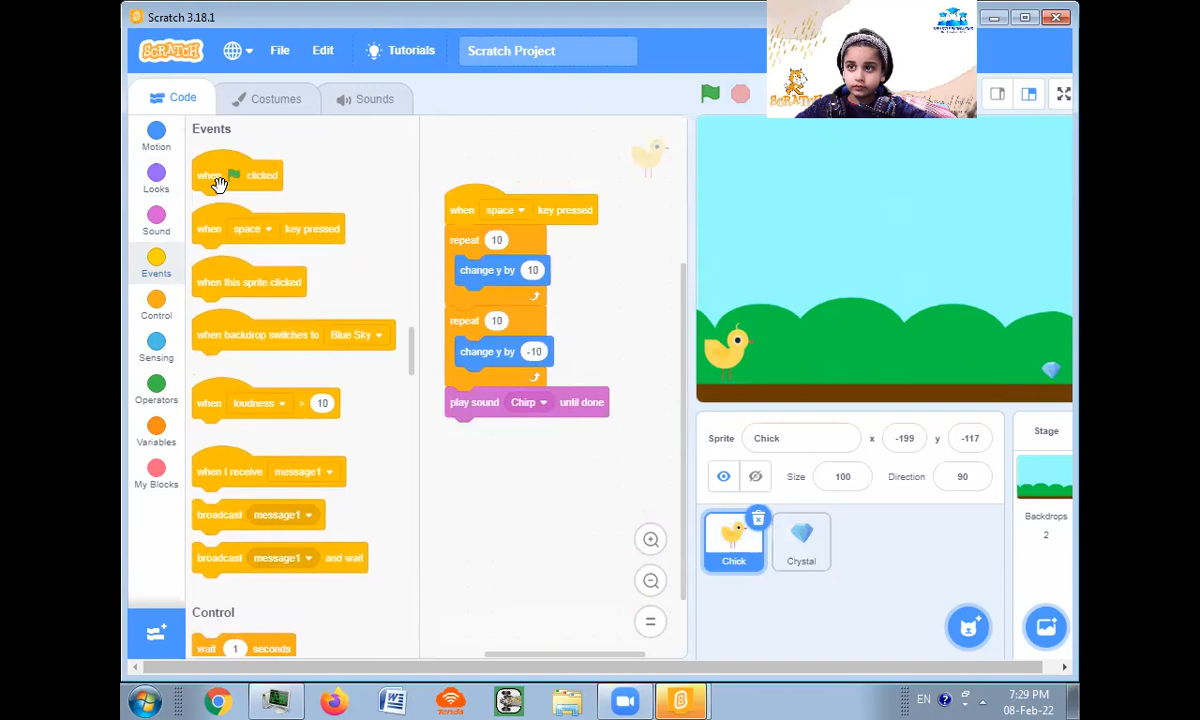 Scratch 3.18.1
SCRATCH
File
Edit
Tutorials
Scratch Project
SCRATCH
Code
Costumes
Sounds
Motion
Looks
Sound
Events
Control
Sensing
Operators
Variables
My Blocks
Events
when clicked
when space key pressed
when this sprite clicked
when backdrop switches to Blue Sky
when loudness > 10
when I receive message1
broadcast message1
broadcast message1 and wait
Control
wait 1 seconds
when space key pressed
repeat 10
change y by 10
repeat 10
change y by -10
play sound Chirp until done
Sprite Chick x -199 y -117
Size 100 Direction 90
Chick
Crystal
Stage
Backdrops
2
EN
7:29 PM
08-Feb-22